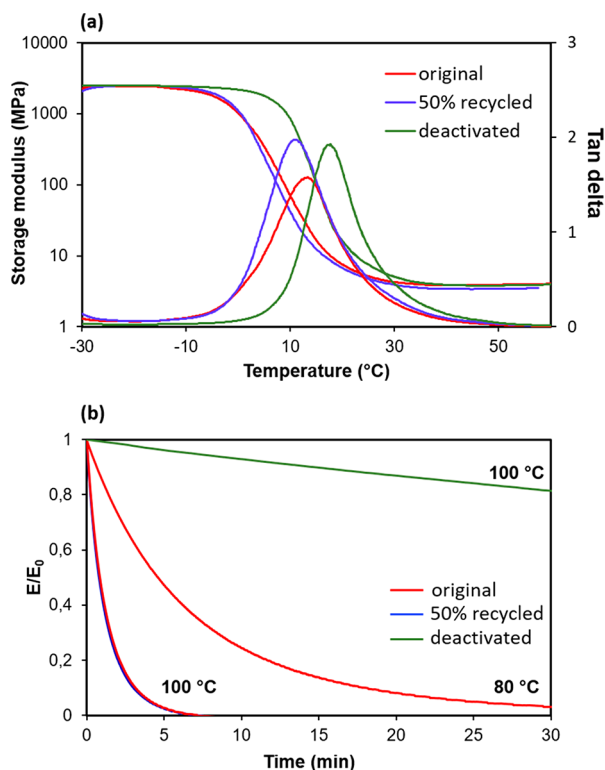 (a)
Storage modulus (MPa)
10000
1000
100
10
1
original
50% recycled
deactivated
3
2
1
0
Tan delta
-30
-10
10
30
50
Temperature (°C)
(b)
E/E0
1
0,8
0,6
0,4
0,2
0
100 °C
original
50% recycled
deactivated
100 °C
80 °C
0
5
10
15
20
25
30
Time (min)